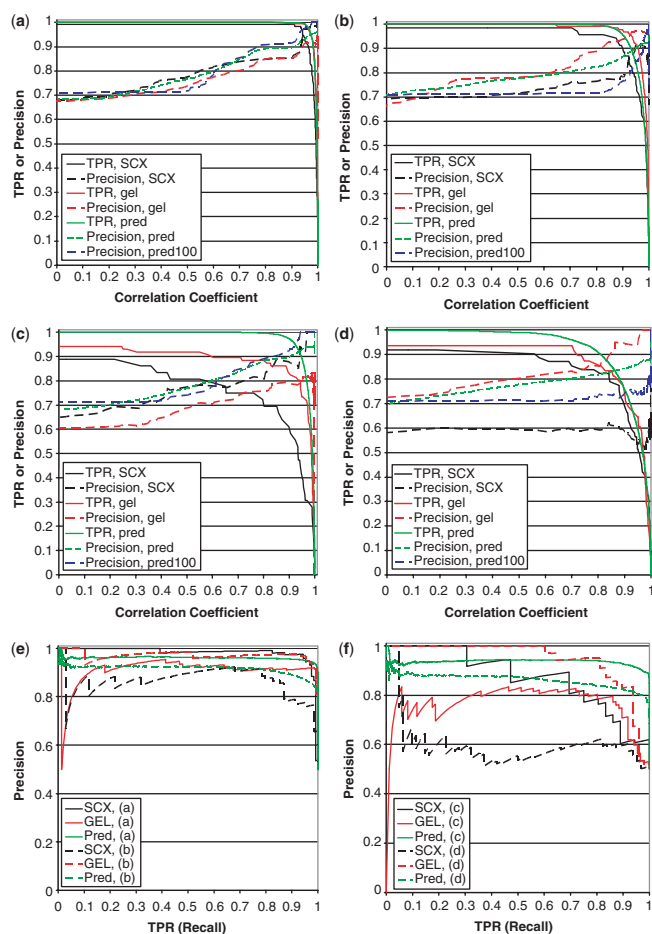 (a)
TPR or Precision
1
0.9
0.8
0.7
0.6
0.5
0.4
0.3
0.2
0.1
0
TPR, SCX
Precision, SCX
TPR, gel
Precision, gel
TPR, pred
Precision, pred
Precision, pred100
0 0.1 0.2 0.3 0.4 0.5 0.6 0.7 0.8 0.9 1
Correlation Coefficient
(b)
TPR or Precision
1
0.9
0.8
0.7
0.6
0.5
0.4
0.3
0.2
0.1
0
TPR, SCX
Precision, SCX
TPR, gel
Precision, gel
TPR, pred
Precision, pred
Precision, pred100
0 0.1 0.2 0.3 0.4 0.5 0.6 0.7 0.8 0.9 1
Correlation Coefficient
(c)
TPR or Precision
1
0.9
0.8
0.7
0.6
0.5
0.4
0.3
0.2
0.1
0
TPR, SCX
Precision, SCX
TPR, gel
Precision, gel
TPR, pred
Precision, pred
Precision, pred100
0 0.1 0.2 0.3 0.4 0.5 0.6 0.7 0.8 0.9 1
Correlation Coefficient
(d)
TPR or Precision
1
0.9
0.8
0.7
0.6
0.5
0.4
0.3
0.2
0.1
0
TPR, SCX
Precision, SCX
TPR, gel
Precision, gel
TPR, pred
Precision, pred
Precision, pred100
0 0.1 0.2 0.3 0.4 0.5 0.6 0.7 0.8 0.9 1
Correlation Coefficient
(e)
Precision
1
0.8
0.6
0.4
0.2
0
SCX, (a)
GEL, (a)
Pred, (a)
SCX, (b)
GEL, (b)
Pred, (b)
0 0.1 0.2 0.3 0.4 0.5 0.6 0.7 0.8 0.9 1
TPR (Recall)
(f)
Precision
1
0.8
0.6
0.4
0.2
0
SCX, (c)
GEL, (c)
Pred, (c)
SCX, (d)
GEL, (d)
Pred, (d)
0 0.1 0.2 0.3 0.4 0.5 0.6 0.7 0.8 0.9 1
TPR (Recall)